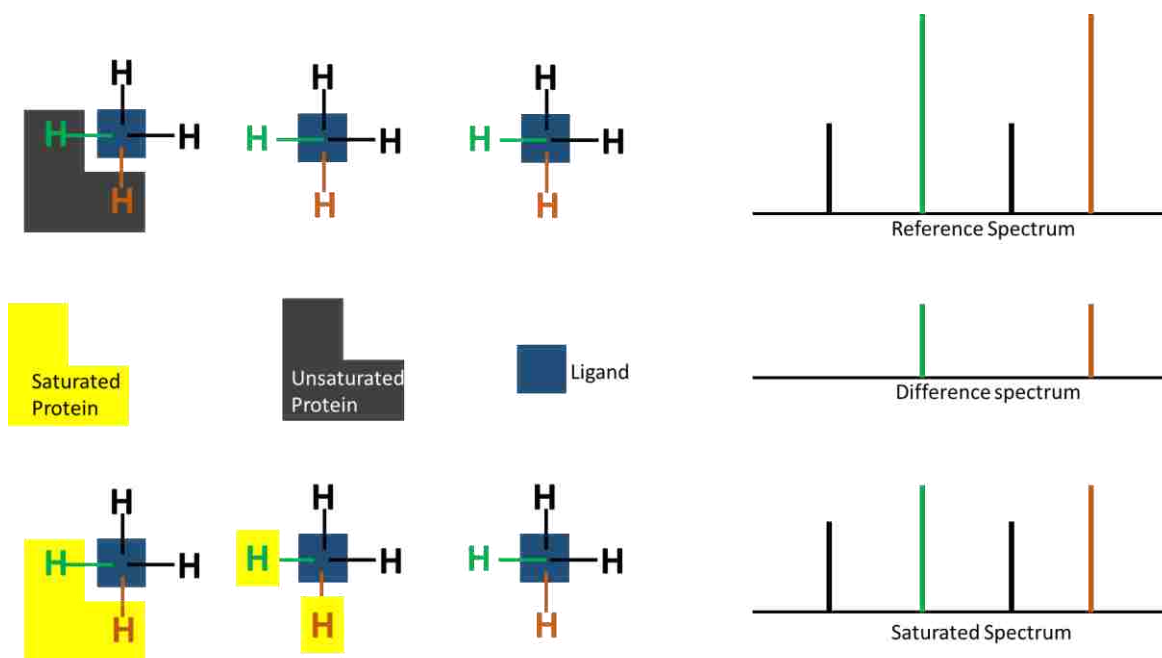 H
H H
H
H
H H
H
H
H H
H
Reference Spectrum
Saturated
Protein
Unsaturated
Protein
Ligand
Difference spectrum
H
H H
H
H
H H
H
H
H H
H
Saturated Spectrum